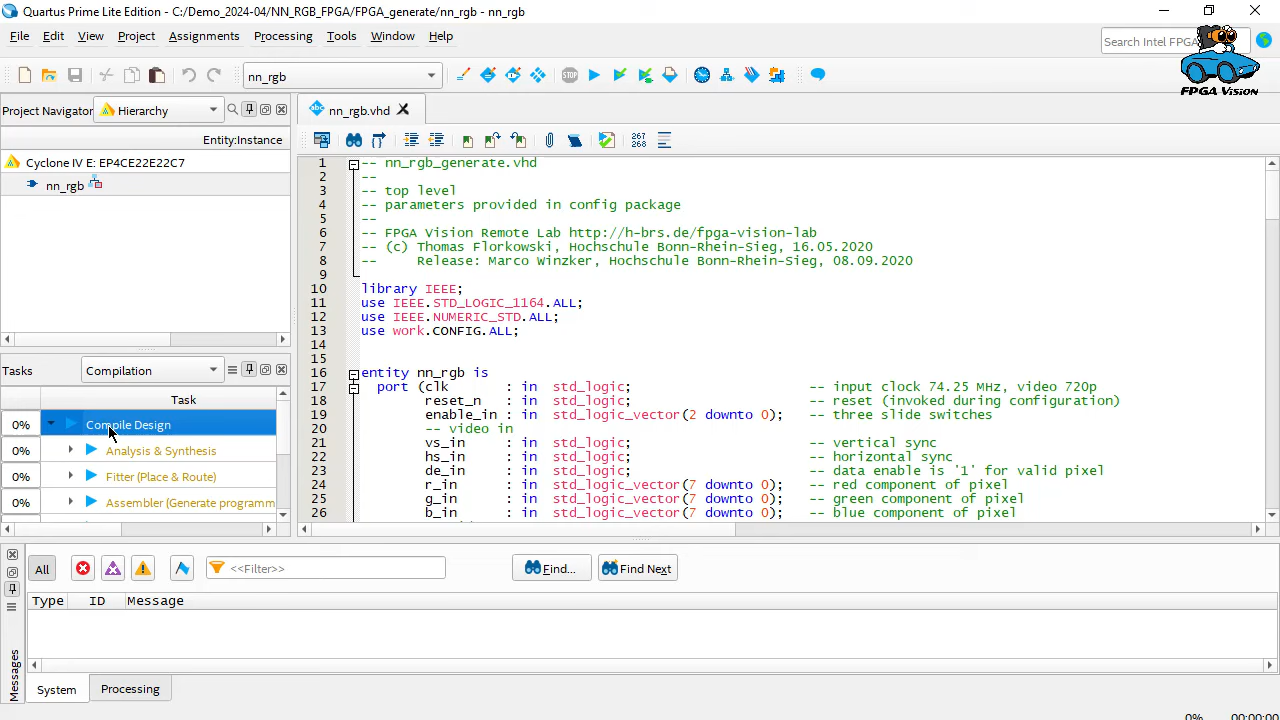 Quartus Prime Lite Edition - C:/Demo_2024-04/NN_RGB_FPGA/FPGA_generate/nn_rgb - nn_rgb
File Edit View Project Assignments Processing Tools Window Help
Search Intel FPGA
FPGA Vision
nn_rgb
Project Navigator Hierarchy
nn_rgb.vhd
Entity:Instance
Cyclone IV E: EP4CE22E22C7
nn_rgb
267
268
1 -- nn_rgb_generate.vhd
2 --
3 -- top level
4 -- parameters provided in config package
5 --
6 -- FPGA Vision Remote Lab http://h-brs.de/fpga-vision-lab
7 -- (c) Thomas Florkowski, Hochschule Bonn-Rhein-Sieg, 16.05.2020
8 -- Release: Marco Winzker, Hochschule Bonn-Rhein-Sieg, 08.09.2020
9
10 library IEEE;
11 use IEEE.STD_LOGIC_1164.ALL;
12 use IEEE.NUMERIC_STD.ALL;
13 use work.CONFIG.ALL;
14
15
16 entity nn_rgb is
17 port (clk : in std_logic; -- input clock 74.25 MHz, video 720p
18 reset_n : in std_logic; -- reset (invoked during configuration)
19 enable_in : in std_logic_vector(2 downto 0); -- three slide switches
20 -- video in
21 vs_in : in std_logic; -- vertical sync
22 hs_in : in std_logic; -- horizontal sync
23 de_in : in std_logic; -- data enable is '1' for valid pixel
24 r_in : in std_logic_vector(7 downto 0); -- red component of pixel
25 g_in : in std_logic_vector(7 downto 0); -- green component of pixel
26 b_in : in std_logic_vector(7 downto 0); -- blue component of pixel
Tasks Compilation
Task
0% Compile Design
0% Analysis & Synthesis
0% Fitter (Place & Route)
0% Assembler (Generate programm
All <<Filter>> Find... Find Next
Type ID Message
Messages
System Processing
0% 00:00:00